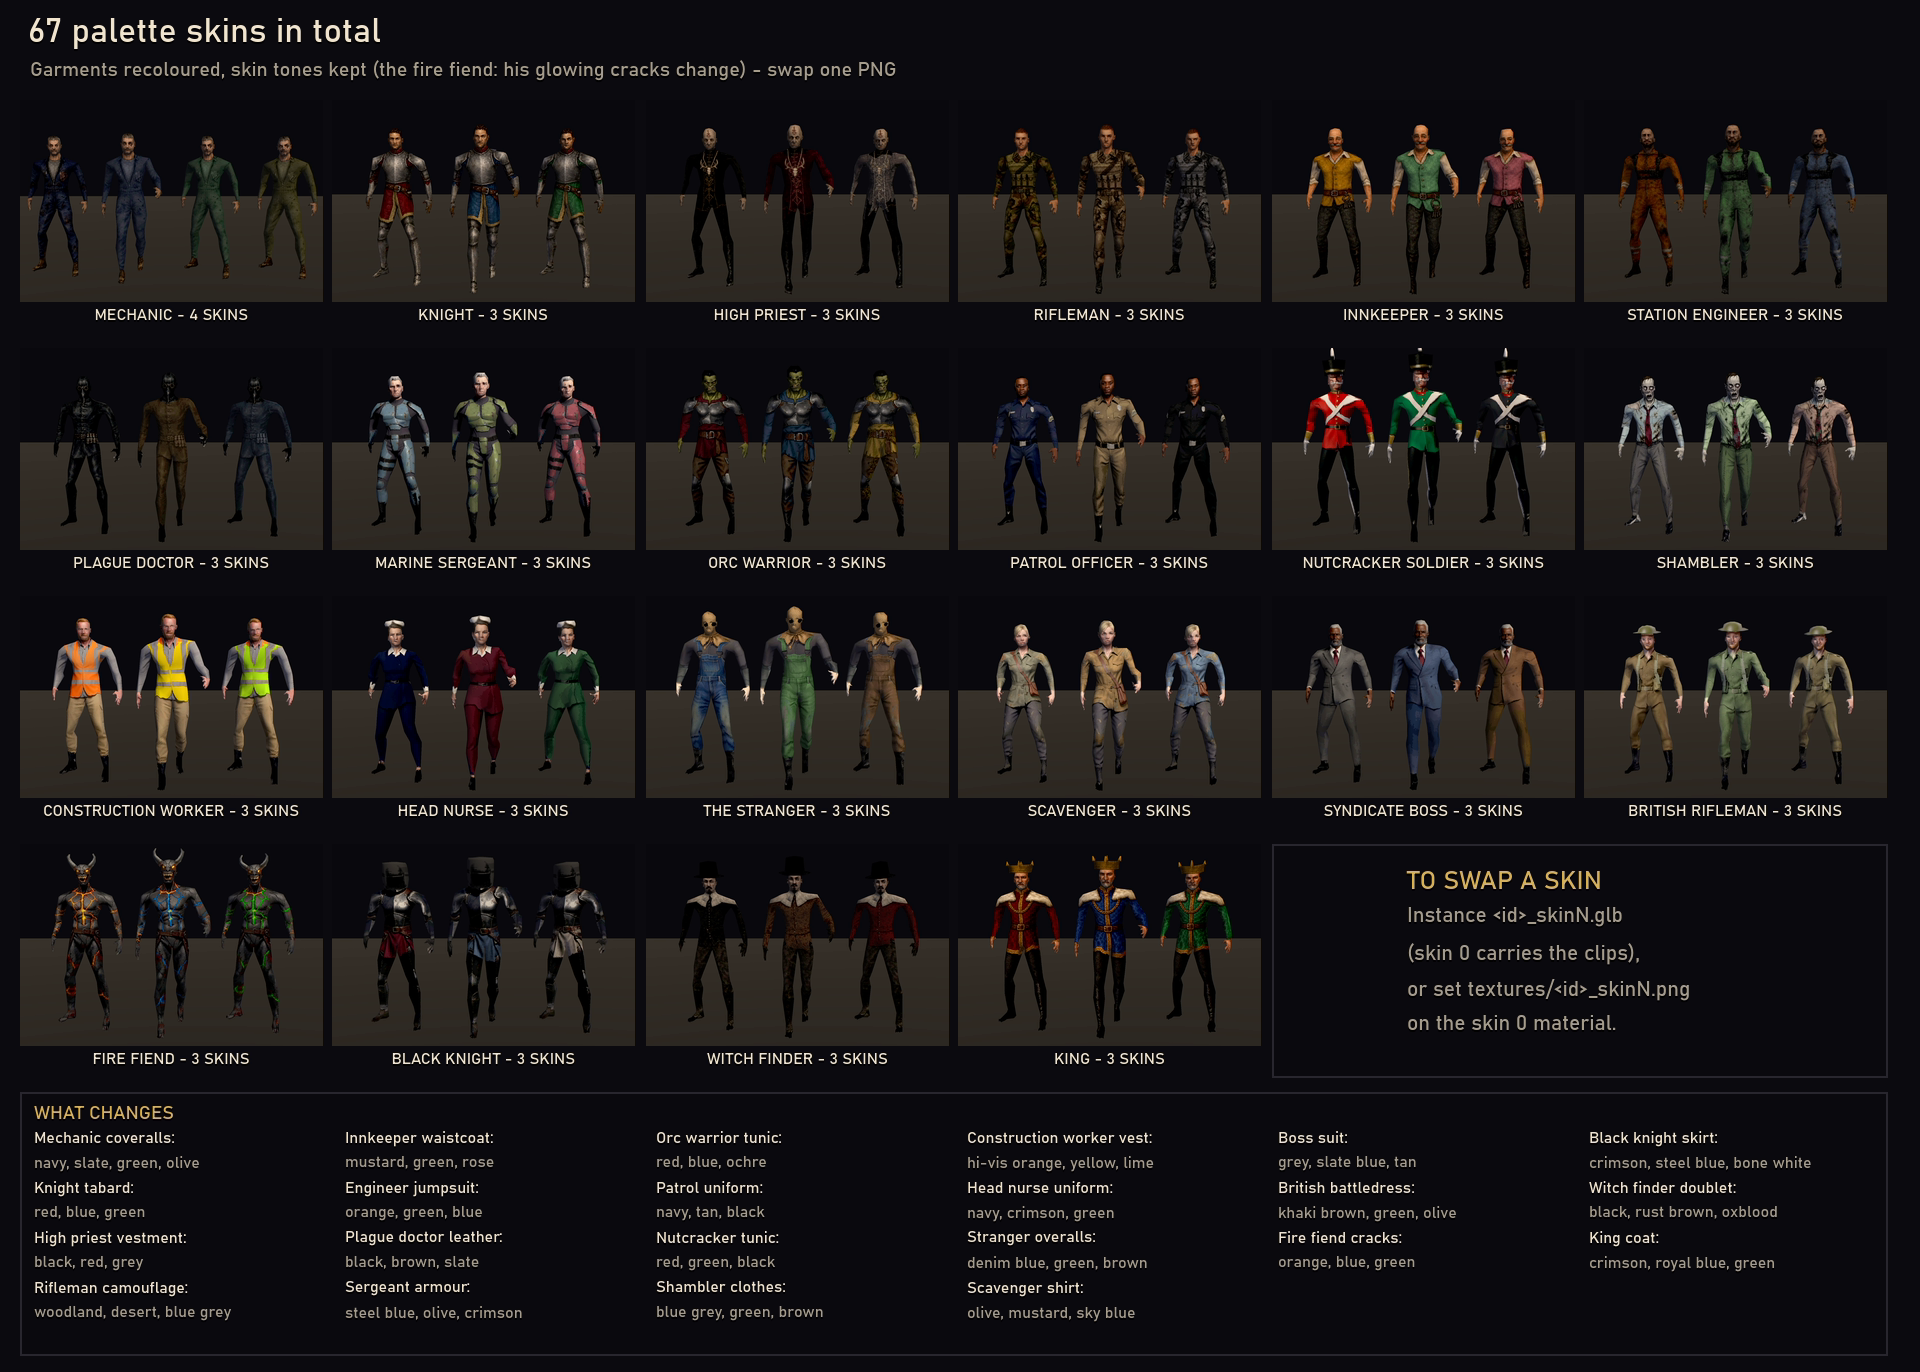 67 palette skins in total
Garments recoloured, skin tones kept (the fire fiend: his glowing cracks change) - swap one PNG
MECHANIC - 4 SKINS
KNIGHT - 3 SKINS
HIGH PRIEST - 3 SKINS
RIFLEMAN - 3 SKINS
INNKEEPER - 3 SKINS
STATION ENGINEER - 3 SKINS
PLAGUE DOCTOR - 3 SKINS
MARINE SERGEANT - 3 SKINS
ORC WARRIOR - 3 SKINS
PATROL OFFICER - 3 SKINS
NUTCRACKER SOLDIER - 3 SKINS
SHAMBLER - 3 SKINS
CONSTRUCTION WORKER - 3 SKINS
HEAD NURSE - 3 SKINS
THE STRANGER - 3 SKINS
SCAVENGER - 3 SKINS
SYNDICATE BOSS - 3 SKINS
BRITISH RIFLEMAN - 3 SKINS
FIRE FIEND - 3 SKINS
BLACK KNIGHT - 3 SKINS
WITCH FINDER - 3 SKINS
KING - 3 SKINS
TO SWAP A SKIN
Instance <id>_skinN.glb
(skin 0 carries the clips),
or set textures/<id>_skinN.png
on the skin 0 material.
WHAT CHANGES
Mechanic coveralls:
navy, slate, green, olive
Knight tabard:
red, blue, green
High priest vestment:
black, red, grey
Rifleman camouflage:
woodland, desert, blue grey
Innkeeper waistcoat:
mustard, green, rose
Engineer jumpsuit:
orange, green, blue
Plague doctor leather:
black, brown, slate
Sergeant armour:
steel blue, olive, crimson
Orc warrior tunic:
red, blue, ochre
Patrol uniform:
navy, tan, black
Nutcracker tunic:
red, green, black
Shambler clothes:
blue grey, green, brown
Construction worker vest:
hi-vis orange, yellow, lime
Head nurse uniform:
navy, crimson, green
Stranger overalls:
denim blue, green, brown
Scavenger shirt:
olive, mustard, sky blue
Boss suit:
grey, slate blue, tan
British battledress:
khaki brown, green, olive
Fire fiend cracks:
orange, blue, green
Black knight skirt:
crimson, steel blue, bone white
Witch finder doublet:
black, rust brown, oxblood
King coat:
crimson, royal blue, green